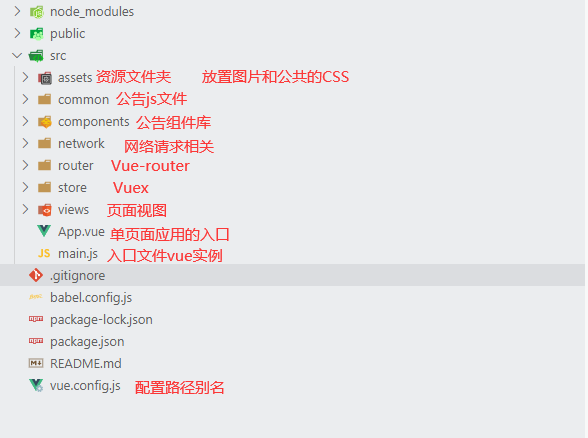 node_modules
public
src
assets 资源文件夹 放置图片和公共的CSS
common 公告js文件
components 公告组件库
network 网络请求相关
router Vue-router
store Vuex
views 页面视图
App.vue 单页面应用的入口
JS main.js 入口文件vue实例
.gitignore
babel.config.js
package-lock.json
package.json
README.md
vue.config.js 配置路径别名